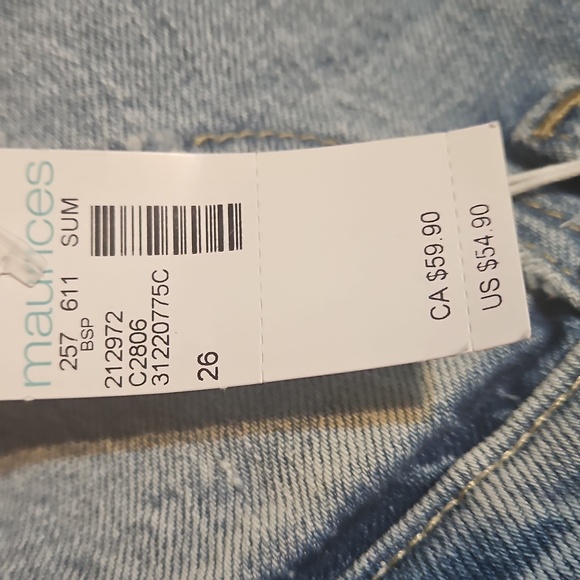 maurices
257 611 SUM
BSP
212972
C2806
31220775C
26
CA $59.90
US $54.90